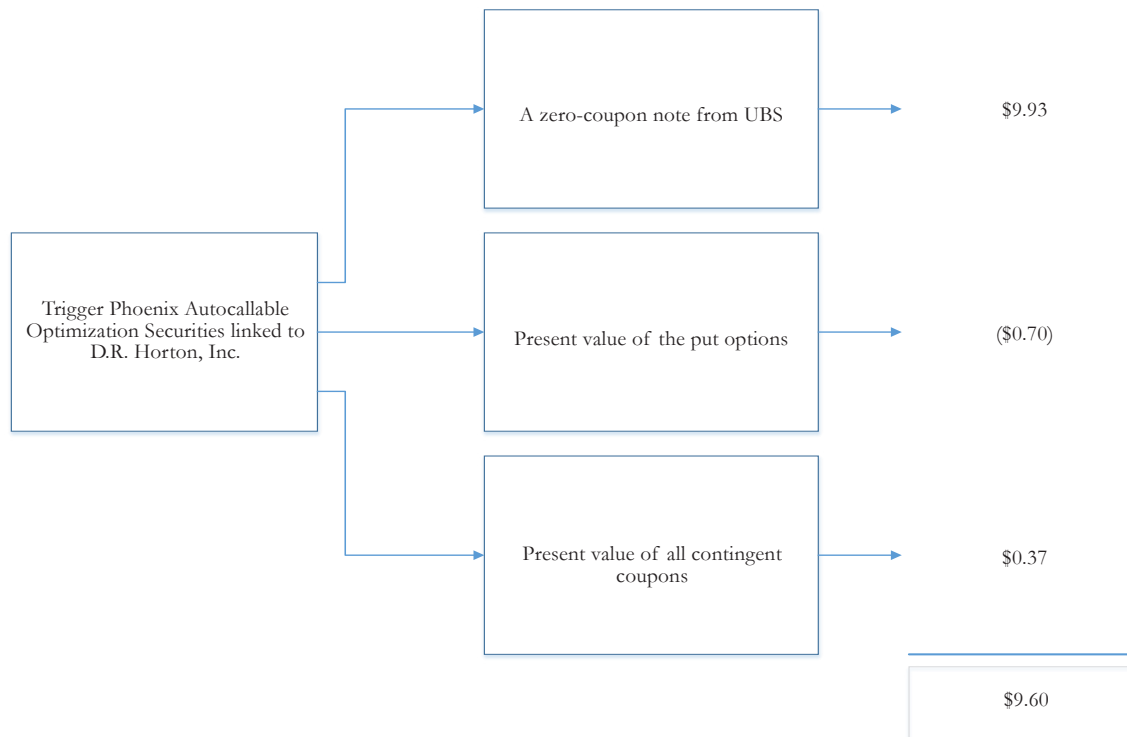 A zero-coupon note from UBS
$9.93
Trigger Phoenix Autocallable
Optimization Securities linked to
D.R. Horton, Inc.
Present value of the put options
($0.70)
Present value of all contingent
coupons
$0.37
$9.60